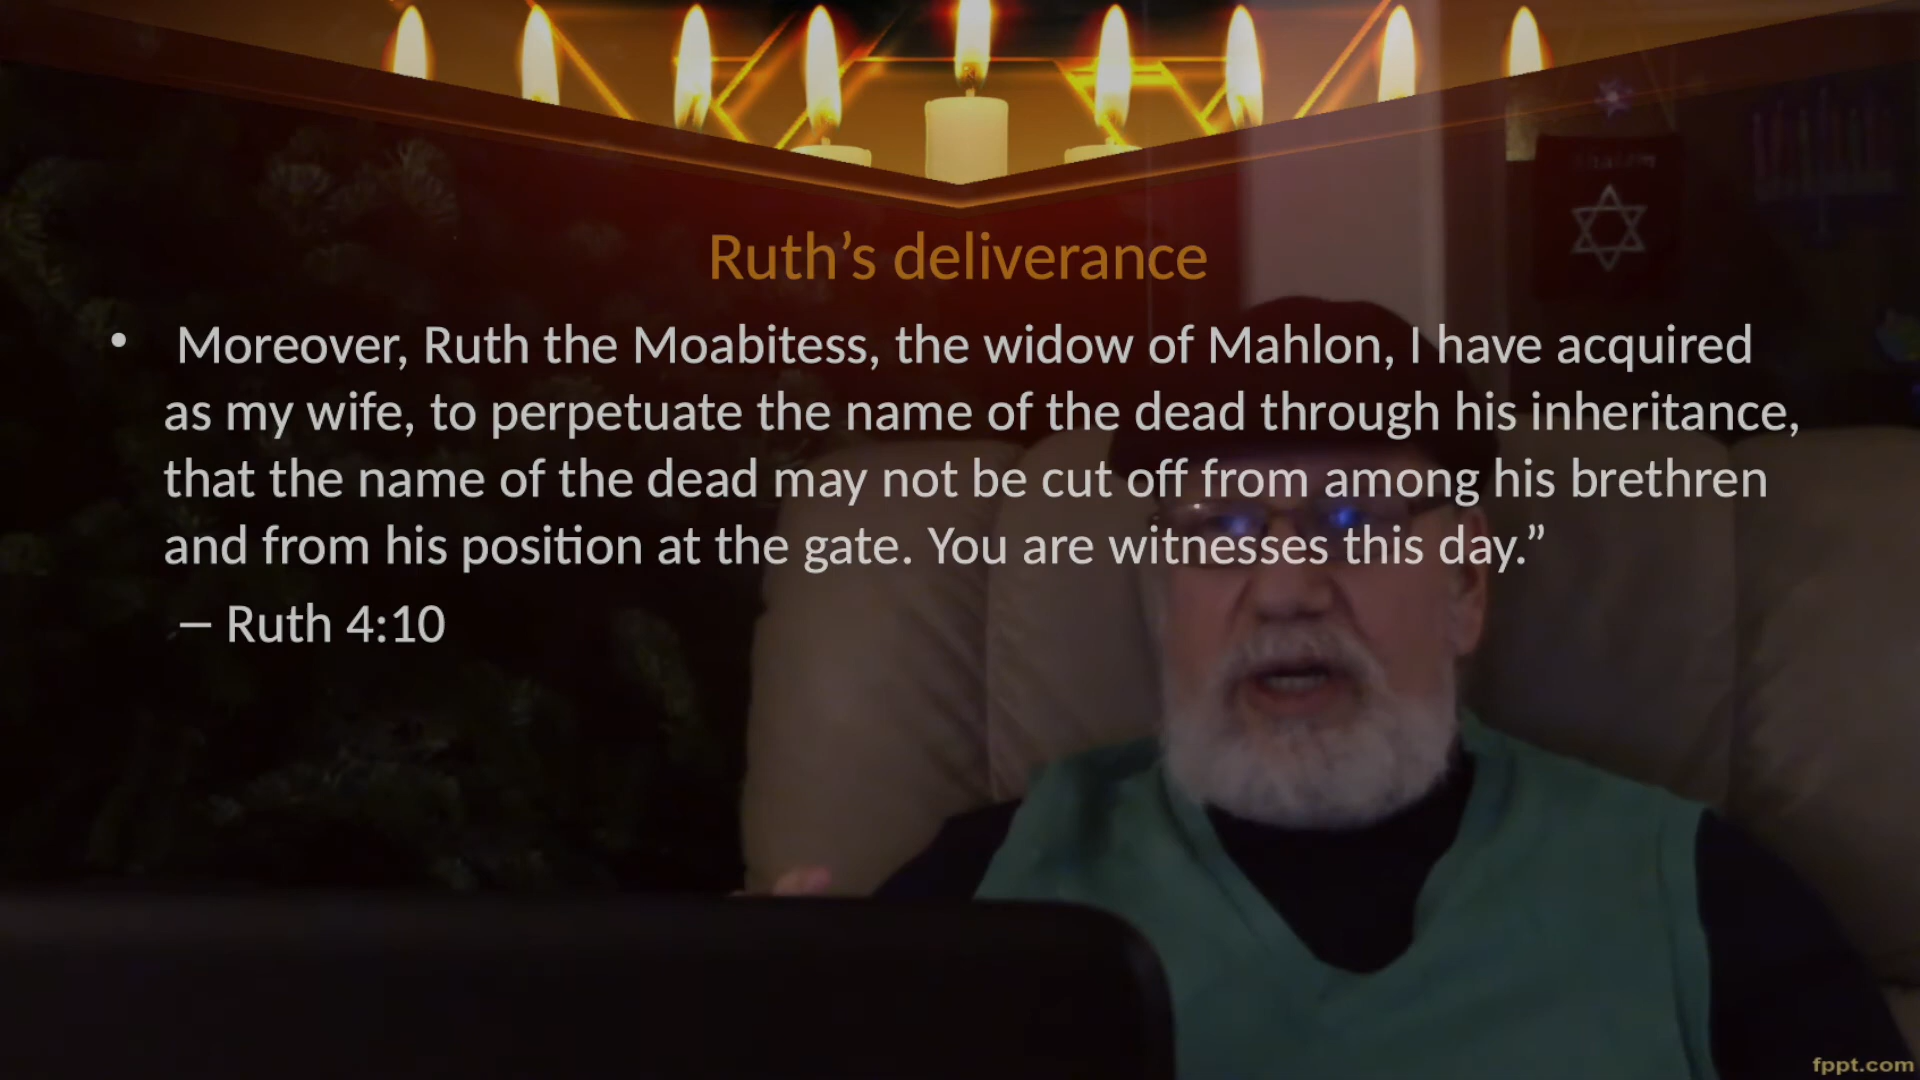 Shalom
Ruth’s deliverance
• Moreover, Ruth the Moabitess, the widow of Mahlon, I have acquired
as my wife, to perpetuate the name of the dead through his inheritance,
that the name of the dead may not be cut off from among his brethren
and from his position at the gate. You are witnesses this day.”
– Ruth 4:10
fppt.com